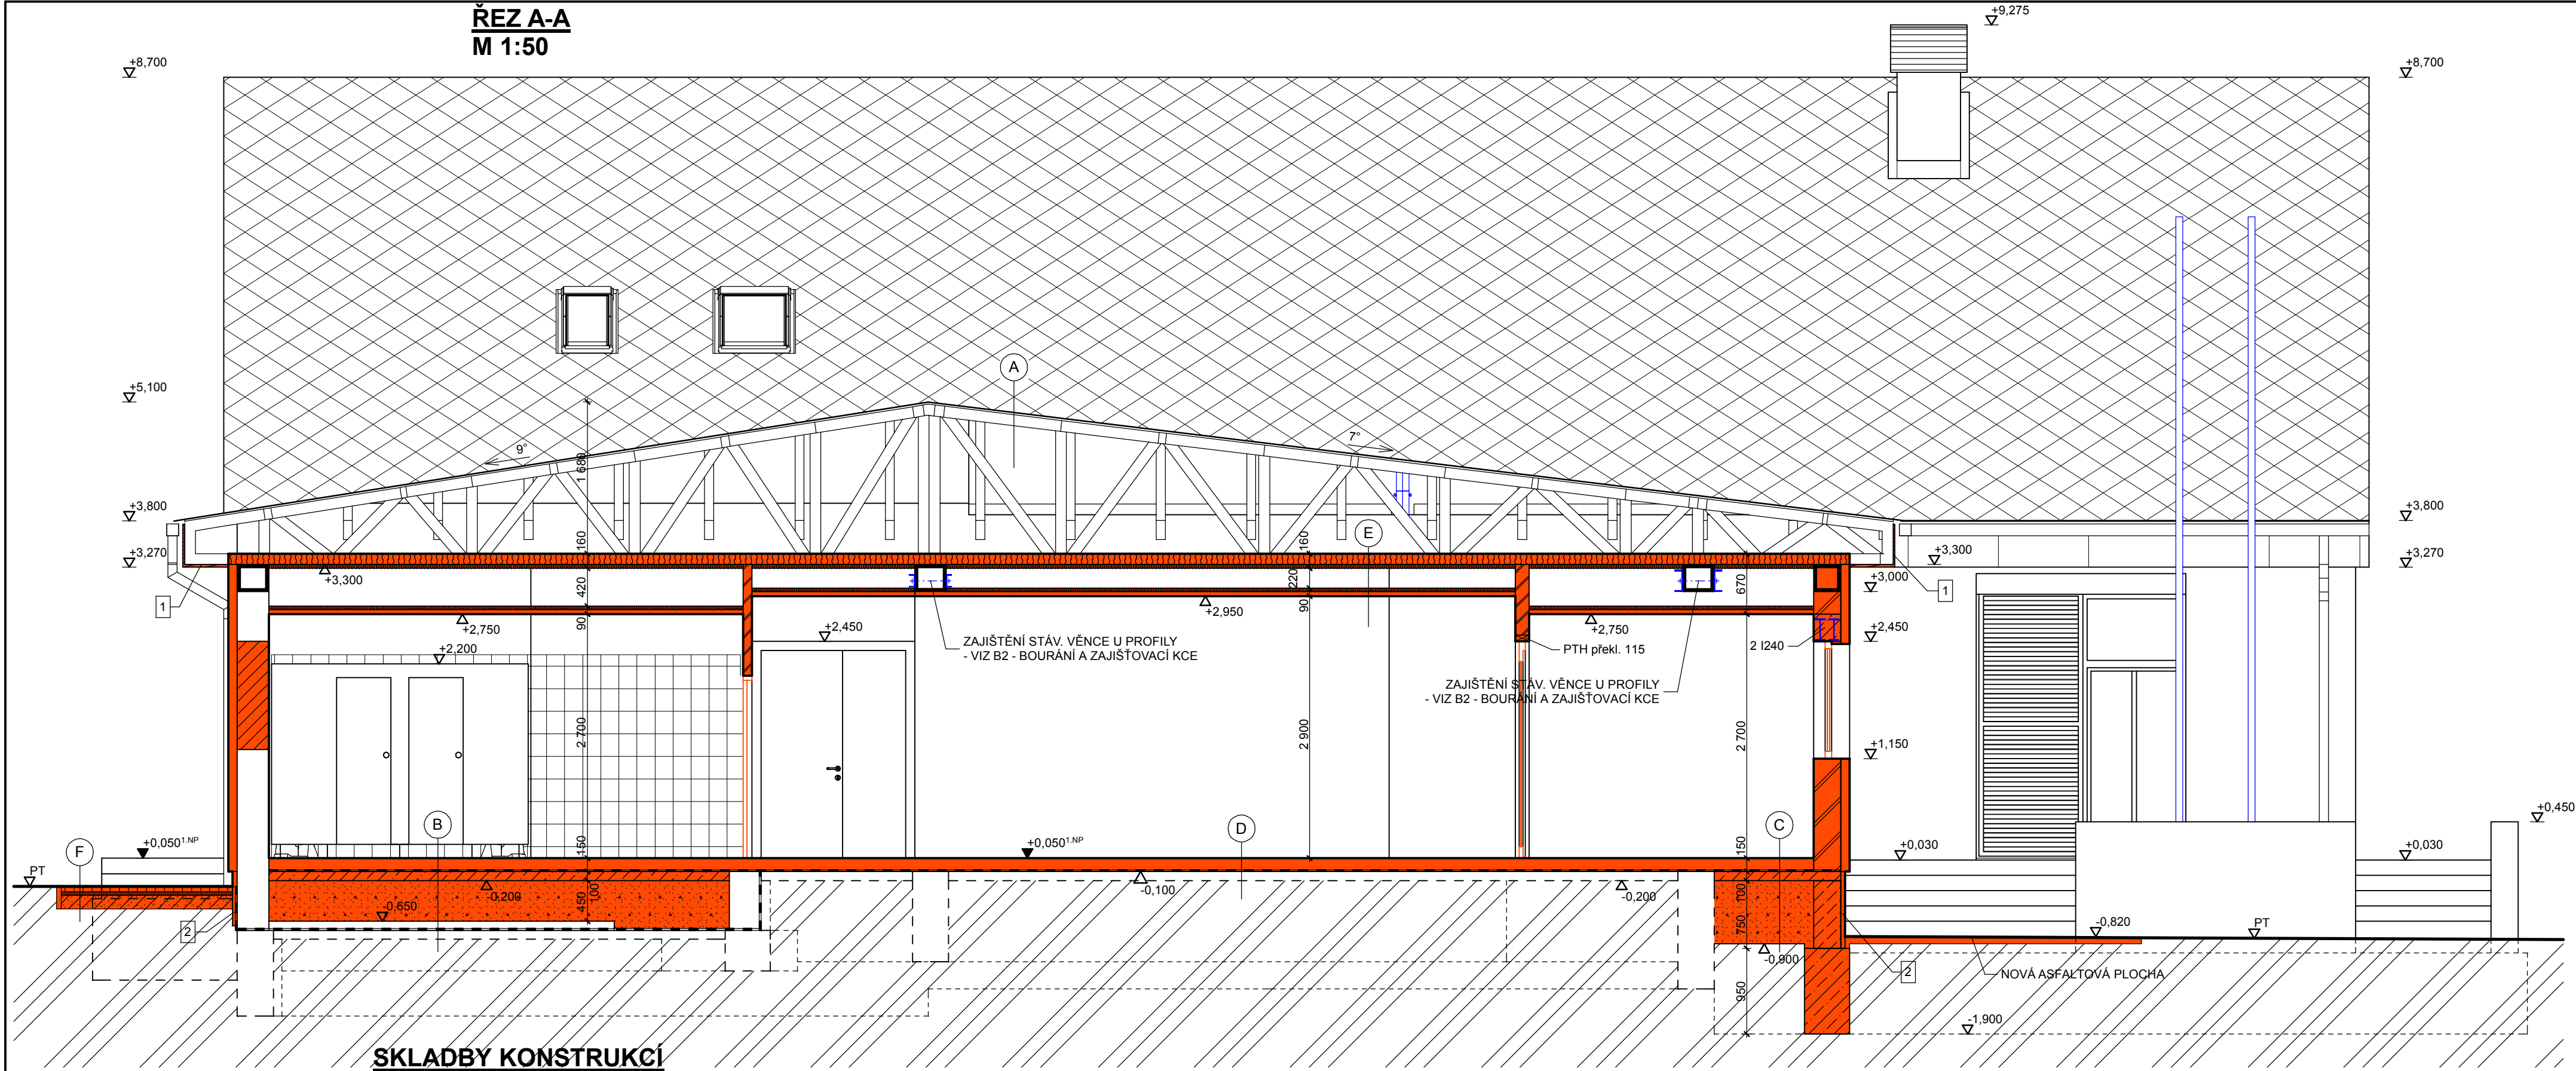 ŘEZ A-A
M 1:50
+9,275
+8,700
+8,700
A
+5,100
9°
7°
1 680
+3,800
+3,800
160
160
E
+3,270
+3,300
+3,270
+3,300
420
220
670
+3,000
1
1
90
+2,750
+2,950
90
+2,750
+2,450
+2,450
ZAJIŠTĚNÍ STÁV. VĚNCE U PROFILY
- VIZ B2 - BOURÁNÍ A ZAJIŠŤOVACÍ KCE
PTH překl. 115
2 I240
+2,200
ZAJIŠTĚNÍ STÁV. VĚNCE U PROFILY
- VIZ B2 - BOURÁNÍ A ZAJIŠŤOVACÍ KCE
2 700
2 900
2 700
+1,150
+0,450
B
D
C
F
+0,050 1.NP
150
+0,050 1.NP
150
+0,030
+0,030
PT
-0,200
450
100
-0,100
-0,200
100
-0,650
2
750
-0,820
PT
-0,900
2
NOVÁ ASFALTOVÁ PLOCHA
950
-1,900
SKLADBY KONSTRUKCÍ